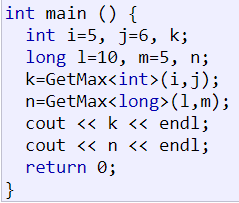 int main () {
  int i=5, j=6, k;
  long l=10, m=5, n;
  k=GetMax<int>(i,j);
  n=GetMax<long>(l,m);
  cout << k << endl;
  cout << n << endl;
  return 0;
}